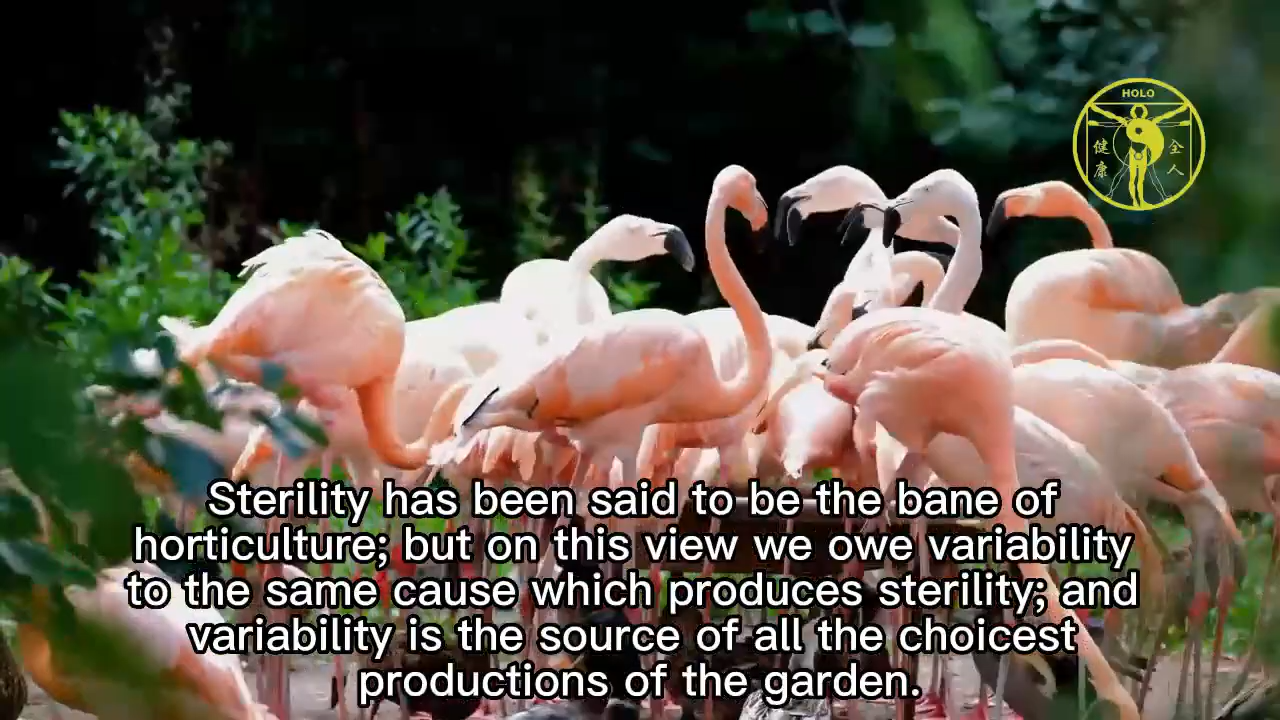 HOLO
健 全
康 人
Sterility has been said to be the bane of
horticulture; but on this view we owe variability
to the same cause which produces sterility; and
variability is the source of all the choicest
productions of the garden.